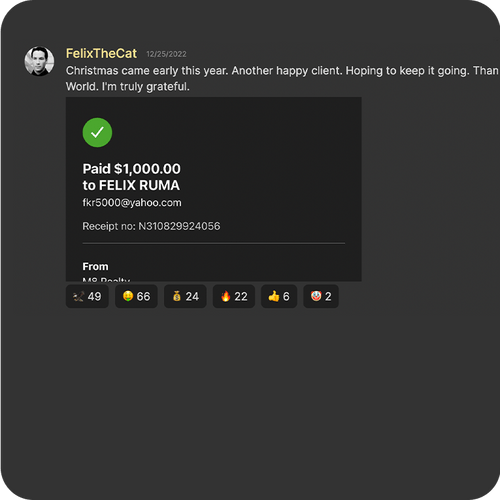 FelixTheCat 12/25/2022
Christmas came early this year. Another happy client. Hoping to keep it going. Than
World. I'm truly grateful.
Paid $1,000.00
to FELIX RUMA
fkr5000@yahoo.com
Receipt no: N310829924056
From
M8 Realty
49 66 24 22 6 2